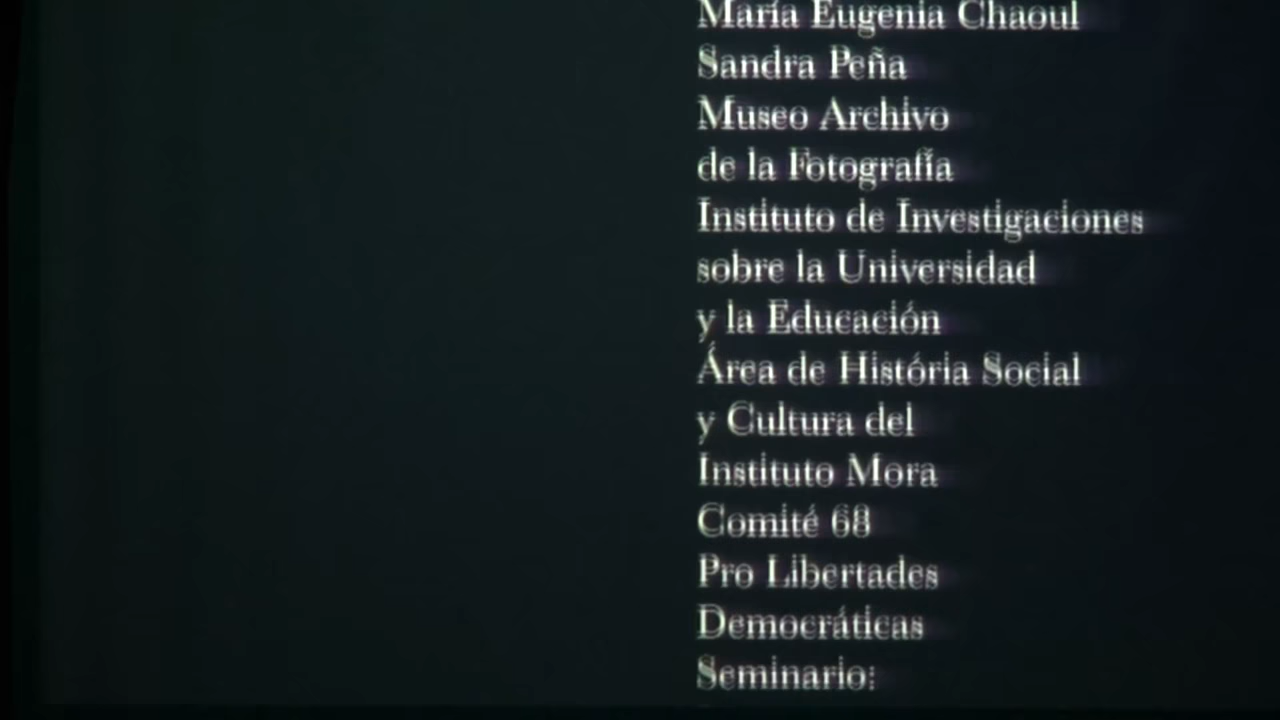 María Eugenia Chaoul
Sandra Peña
Museo Archivo
de la Fotografía
Instituto de Investigaciones
sobre la Universidad
y la Educación
Área de História Social
y Cultura del
Instituto Mora
Comité 68
Pro Libertades
Democráticas
Seminario: